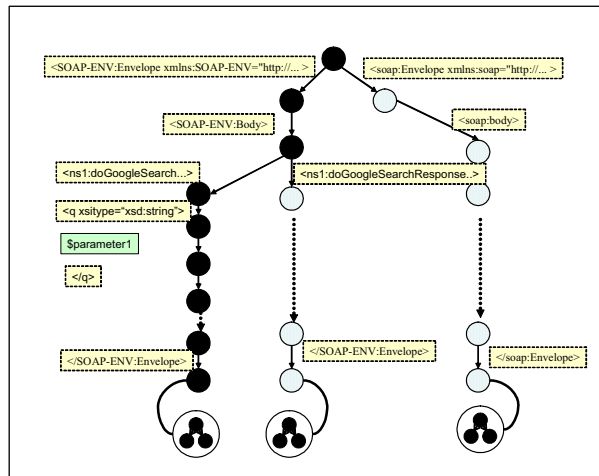 <SOAP-ENV:Envelope xmlns:SOAP-ENV="http://... >
<soap:Envelope xmlns:soap="http://... >
<SOAP-ENV:Body>
<soap:body>
<ns1:doGoogleSearch...>
<ns1:doGoogleSearchResponse..>
<q xsitype="xsd:string">
$parameter1
</q>
</SOAP-ENV:Envelope>
</SOAP-ENV:Envelope>
</soap:Envelope>